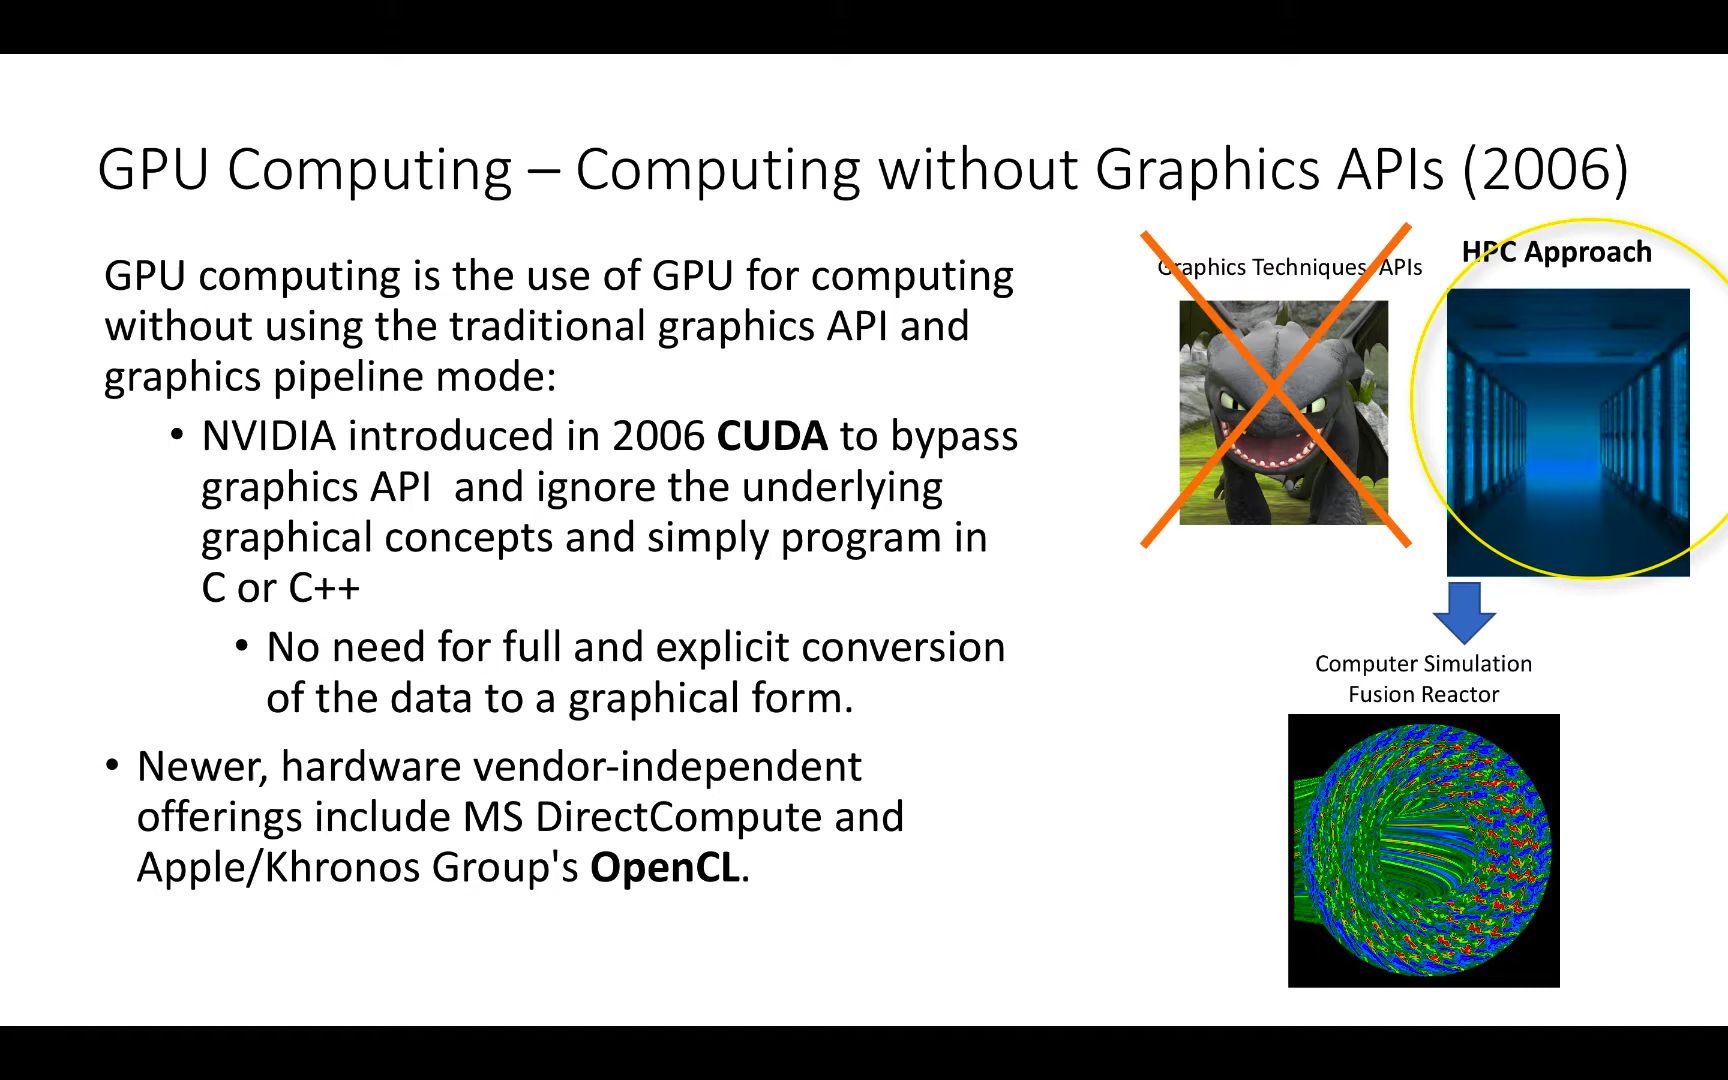 GPU Computing – Computing without Graphics APIs (2006)
GPU computing is the use of GPU for computing
without using the traditional graphics API and
graphics pipeline mode:
• NVIDIA introduced in 2006 CUDA to bypass
graphics API and ignore the underlying
graphical concepts and simply program in
C or C++
• No need for full and explicit conversion
of the data to a graphical form.
• Newer, hardware vendor-independent
offerings include MS DirectCompute and
Apple/Khronos Group's OpenCL.
Graphics Techniques, APIs
HPC Approach
Computer Simulation
Fusion Reactor